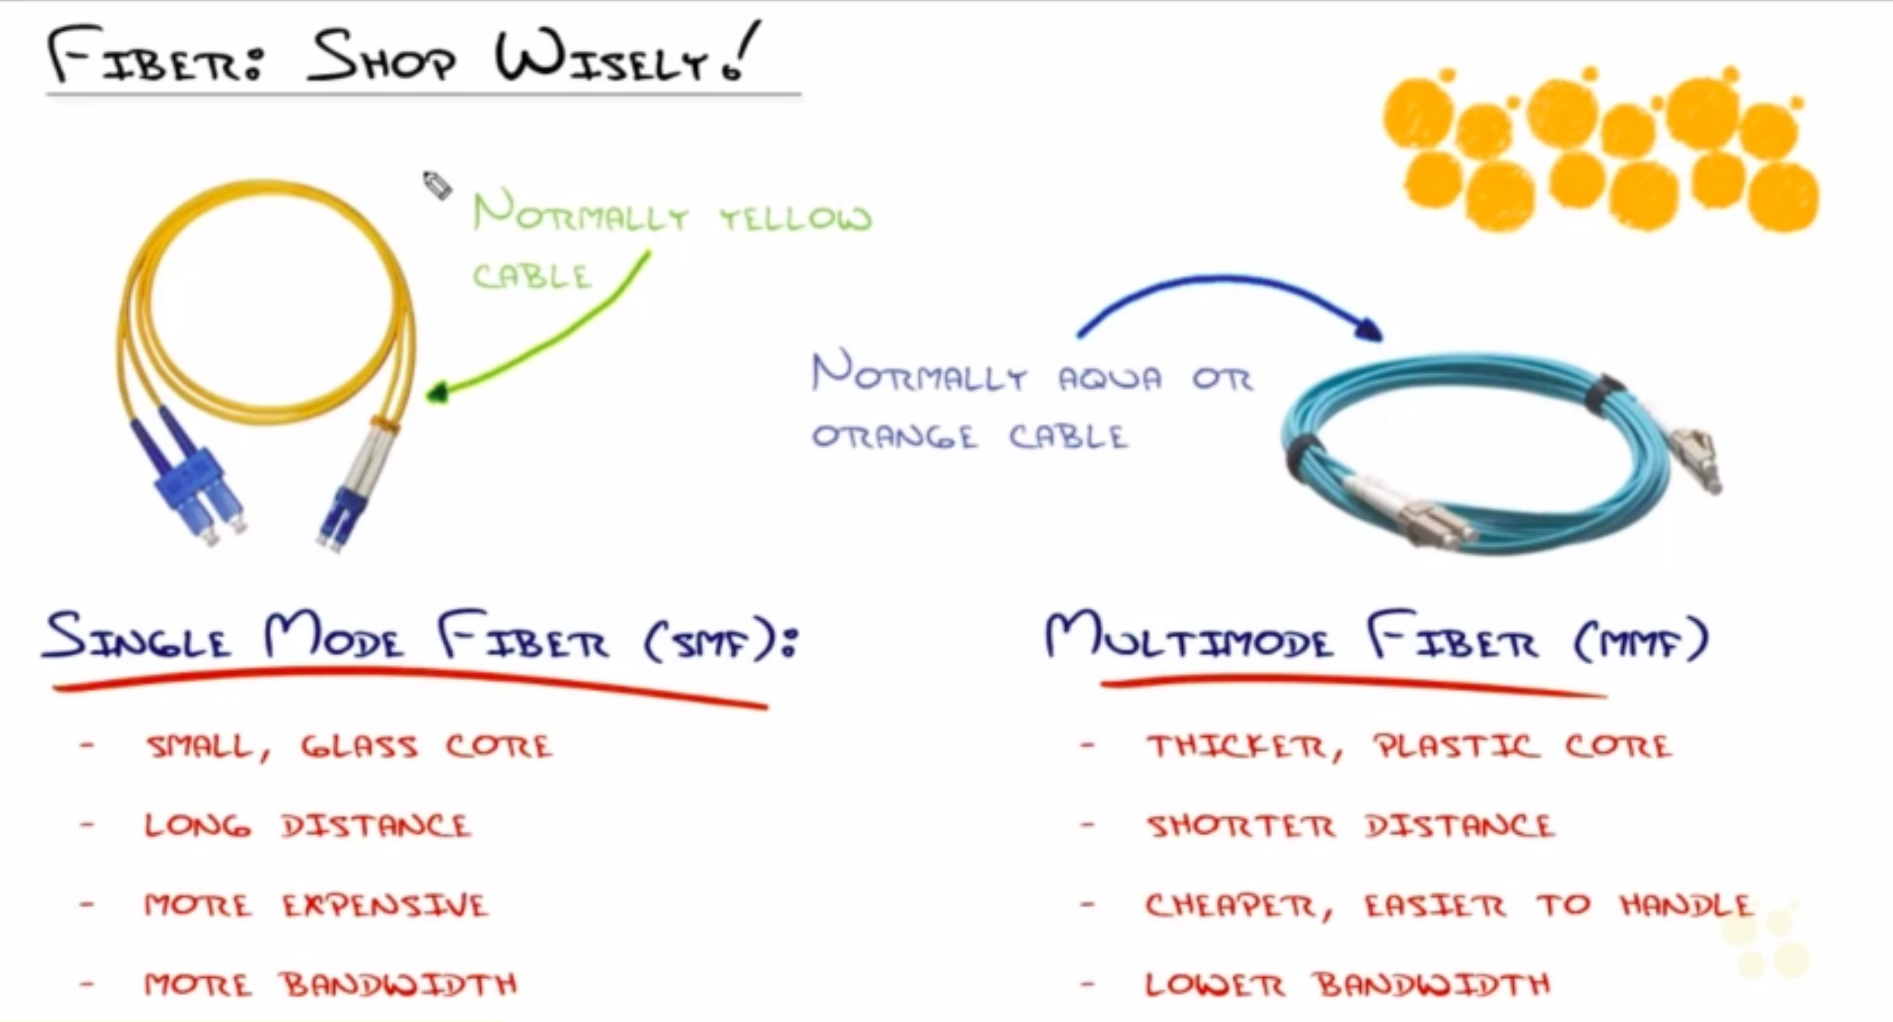 FIBER: SHOP WISELY!
NORMALLY YELLOW
CABLE
NORMALLY AQUA OR
ORANGE CABLE
SINGLE MODE FIBER (SMF):
- SMALL, GLASS CORE
- LONG DISTANCE
- MORE EXPENSIVE
- MORE BANDWIDTH
MULTIMODE FIBER (MMF)
- THICKER, PLASTIC CORE
- SHORTER DISTANCE
- CHEAPER, EASIER TO HANDLE
- LOWER BANDWIDTH